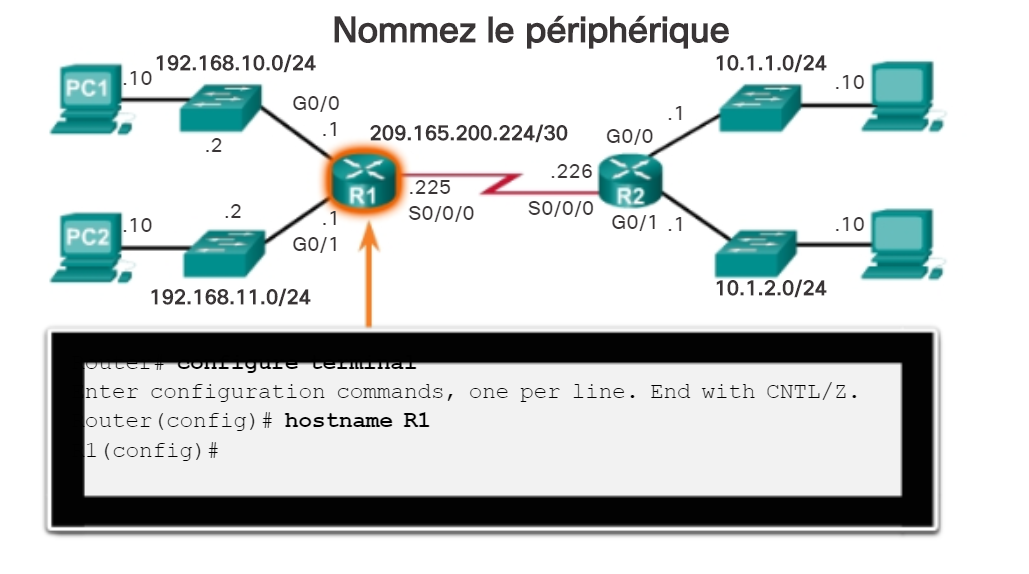 Nommez le périphérique
192.168.10.0/24
10.1.1.0/24
PC1
.10
.10
G0/0
.1
.1
209.165.200.224/30
G0/0
.2
.226
R1
.225
R2
S0/0/0
S0/0/0
.2
.1
G0/1
.1
PC2
.10
.10
G0/1
192.168.11.0/24
10.1.2.0/24
outer# configure terminal
nter configuration commands, one per line. End with CNTL/Z.
outer(config)# hostname R1
1(config)#